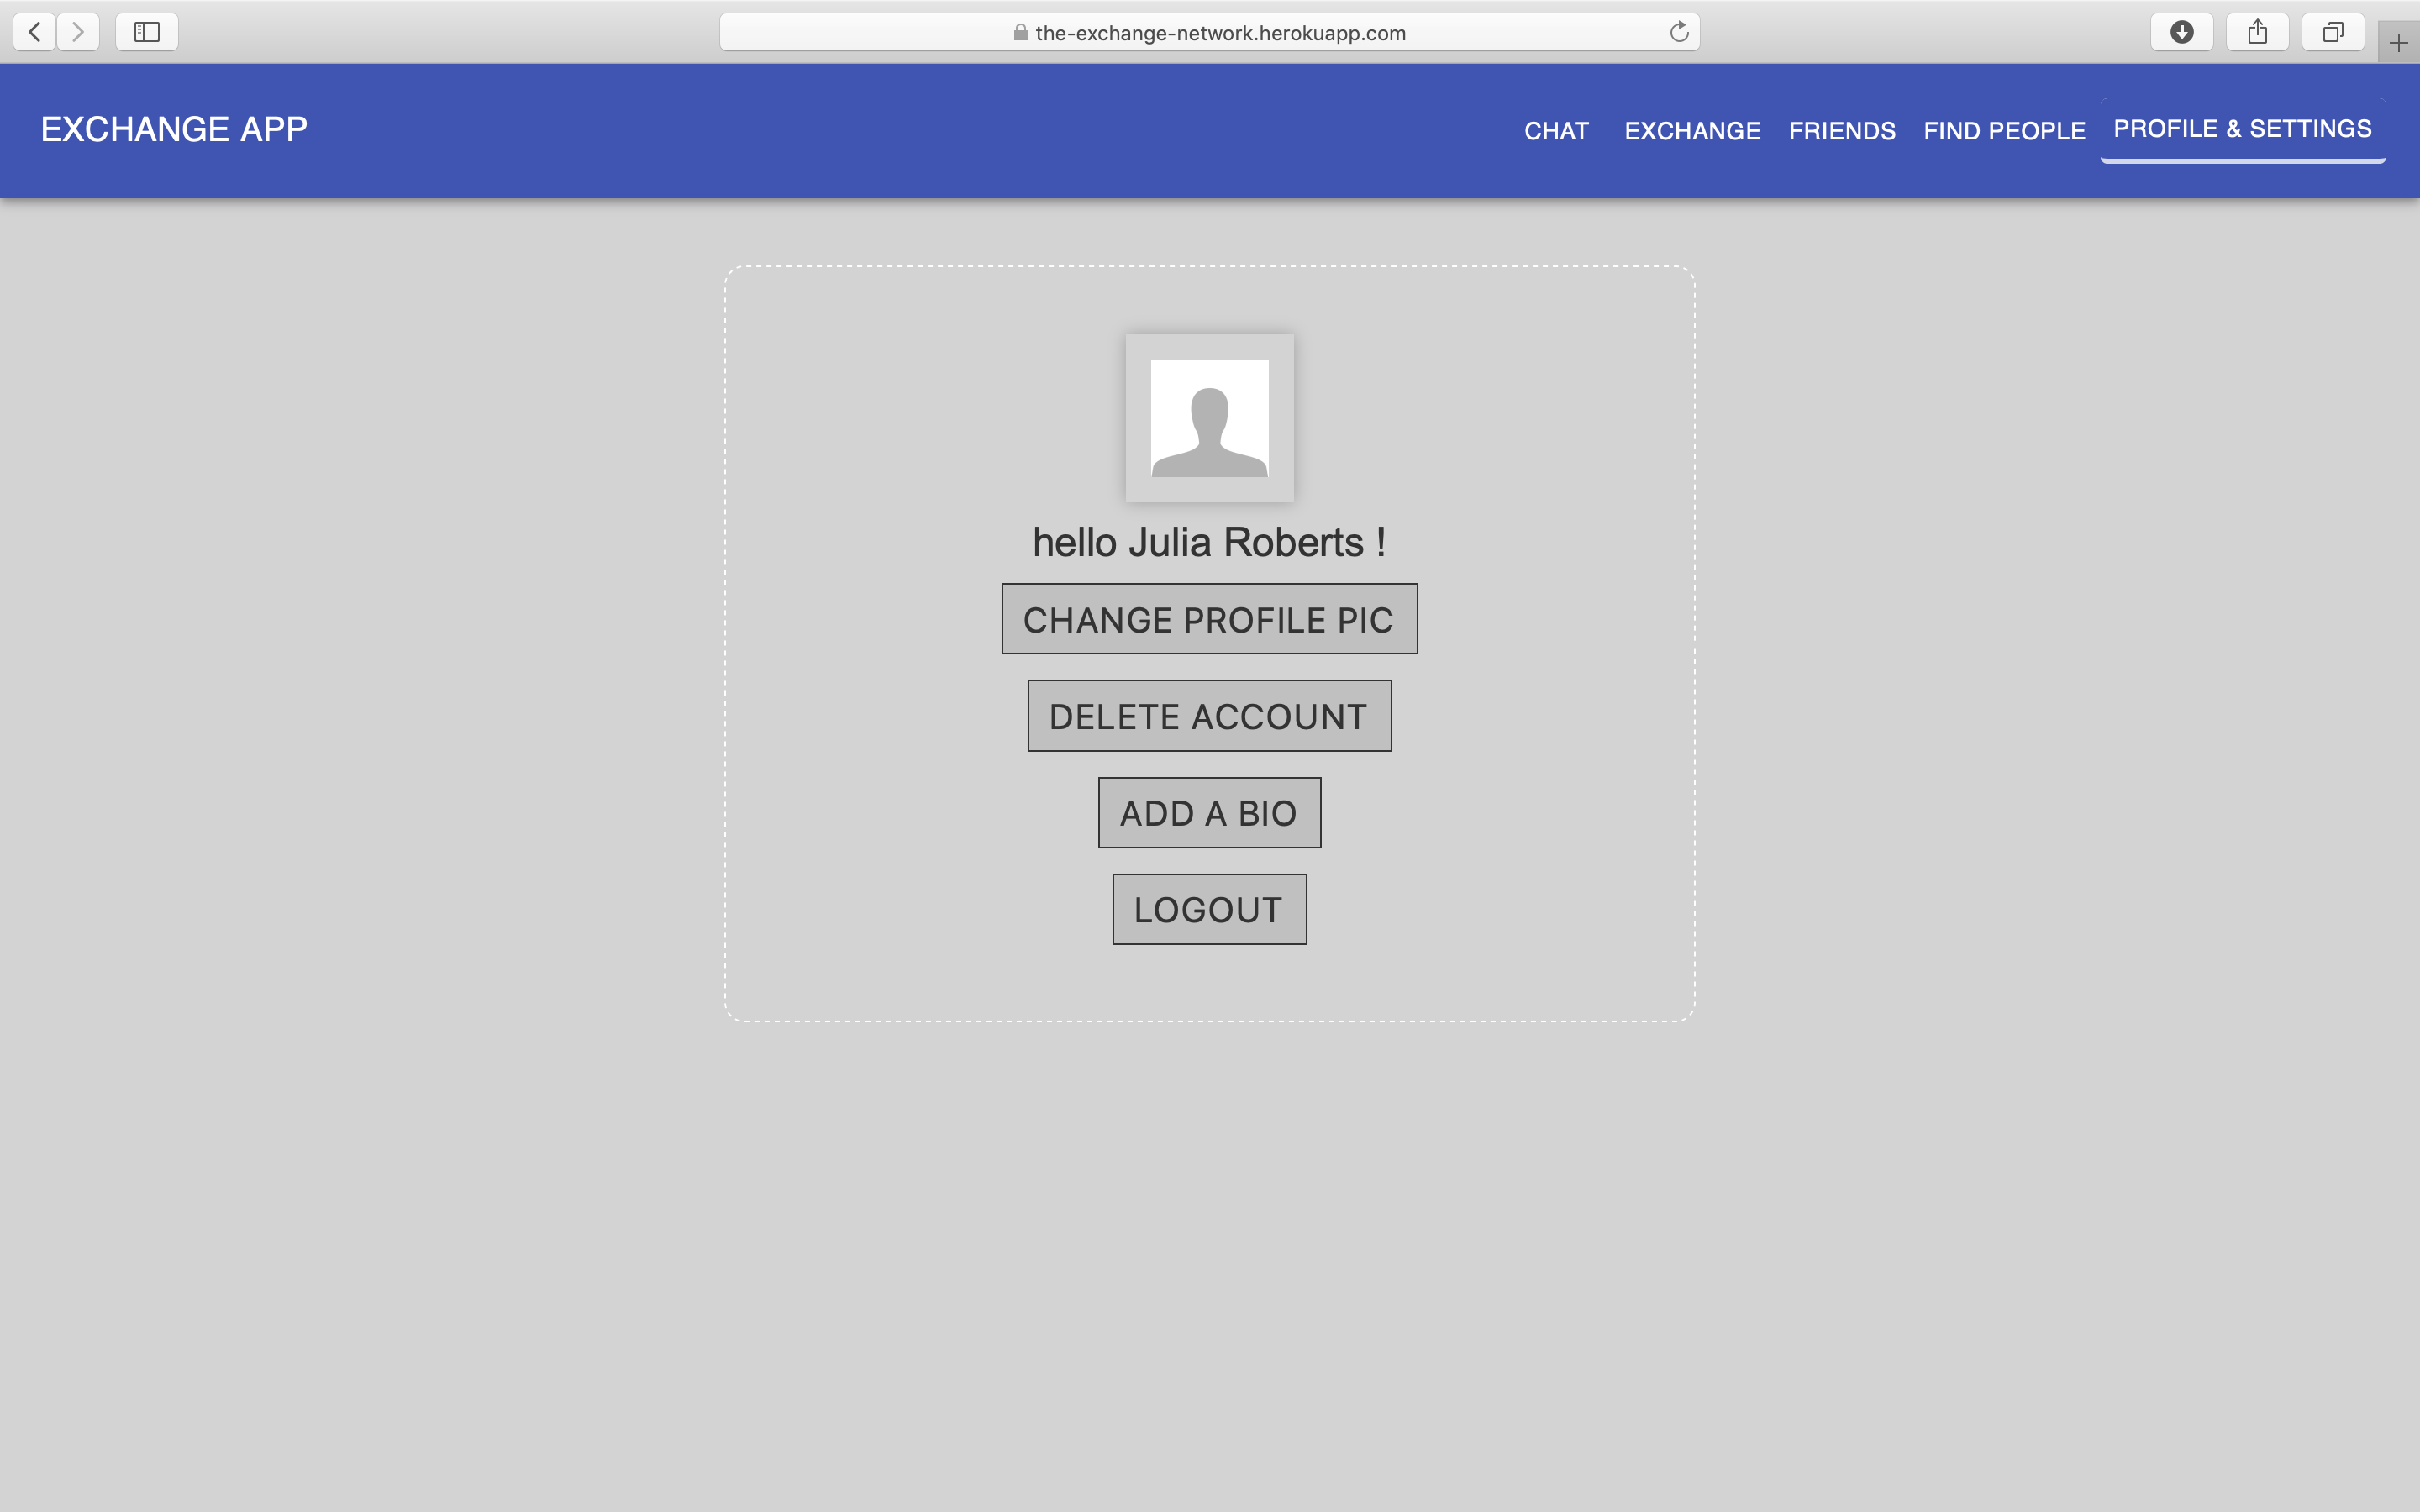 the-exchange-network.herokuapp.com
EXCHANGE APP
CHAT EXCHANGE FRIENDS FIND PEOPLE PROFILE & SETTINGS
hello Julia Roberts !
CHANGE PROFILE PIC
DELETE ACCOUNT
ADD A BIO
LOGOUT